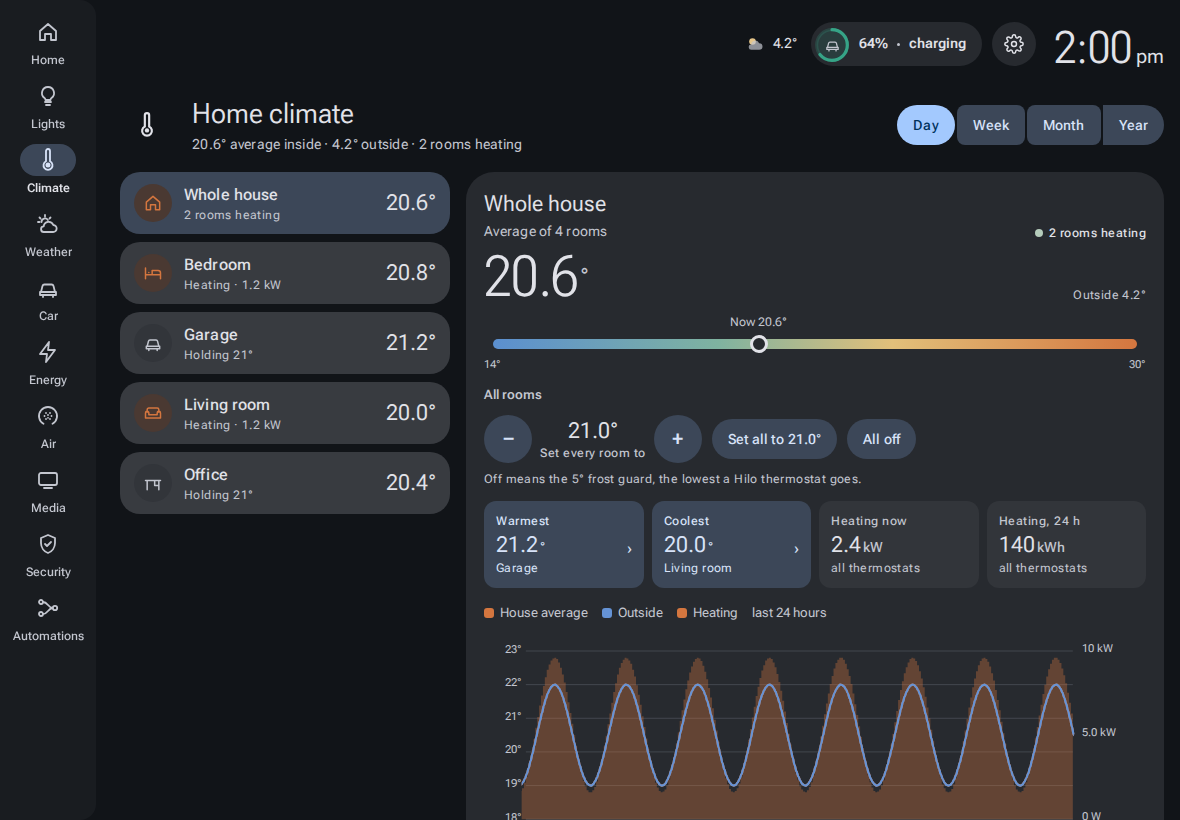 Home
Lights
Climate
Weather
Car
Energy
Air
Media
Security
Automations
4.2°
64% · charging
2:00 pm
Home climate
20.6° average inside · 4.2° outside · 2 rooms heating
Day
Week
Month
Year
Whole house
2 rooms heating
20.6°
Bedroom
Heating · 1.2 kW
20.8°
Garage
Holding 21°
21.2°
Living room
Heating · 1.2 kW
20.0°
Office
Holding 21°
20.4°
Whole house
Average of 4 rooms
2 rooms heating
20.6°
Outside 4.2°
Now 20.6°
14°
30°
All rooms
−
21.0°
Set every room to
+
Set all to 21.0°
All off
Off means the 5° frost guard, the lowest a Hilo thermostat goes.
Warmest
21.2°
Garage
›
Coolest
20.0°
Living room
›
Heating now
2.4 kW
all thermostats
Heating, 24 h
140 kWh
all thermostats
House average
Outside
Heating
last 24 hours
23°
22°
21°
20°
19°
18°
10 kW
5.0 kW
0 W